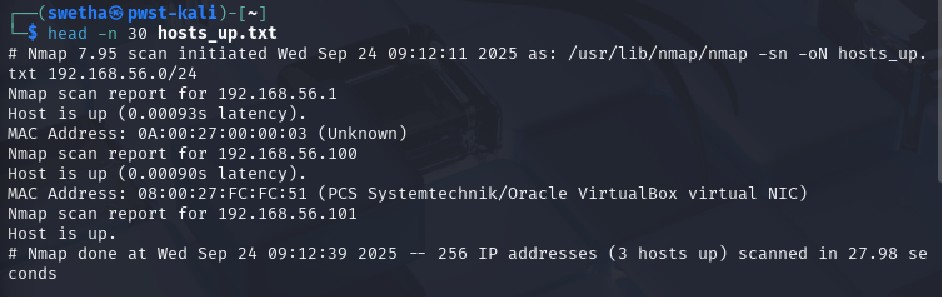 ┌──(swetha㉿pwst-kali)-[~]
└─$ head -n 30 hosts_up.txt
# Nmap 7.95 scan initiated Wed Sep 24 09:12:11 2025 as: /usr/lib/nmap/nmap -sn -oN hosts_up.
txt 192.168.56.0/24
Nmap scan report for 192.168.56.1
Host is up (0.00093s latency).
MAC Address: 0A:00:27:00:00:03 (Unknown)
Nmap scan report for 192.168.56.100
Host is up (0.00090s latency).
MAC Address: 08:00:27:FC:FC:51 (PCS Systemtechnik/Oracle VirtualBox virtual NIC)
Nmap scan report for 192.168.56.101
Host is up.
# Nmap done at Wed Sep 24 09:12:39 2025 -- 256 IP addresses (3 hosts up) scanned in 27.98 se
conds